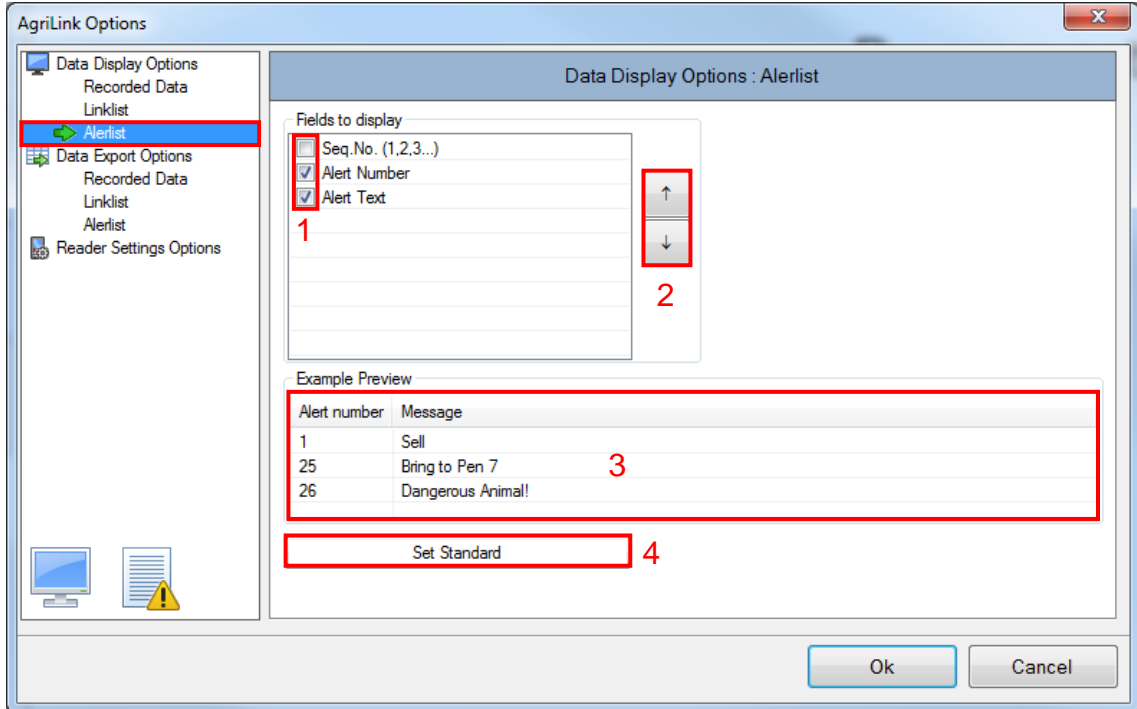 AgriLink Options
x
Data Display Options
Recorded Data
Linklist
Alerlist
Data Export Options
Recorded Data
Linklist
Alerlist
Reader Settings Options
Data Display Options : Alerlist
Fields to display
Seq.No. (1,2,3...)
Alert Number
Alert Text
1
↑
↓
2
Example Preview
Alert number Message
1 Sell
25 Bring to Pen 7
26 Dangerous Animal!
3
Set Standard
4
Ok Cancel